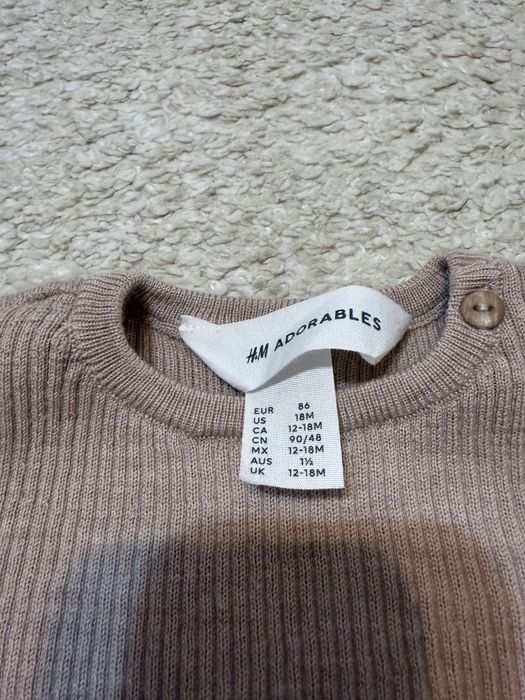 H&M ADORABLES
EUR 86
US 18M
CA 12-18M
CN 90/48
MX 12-18M
AUS 1½
UK 12-18M